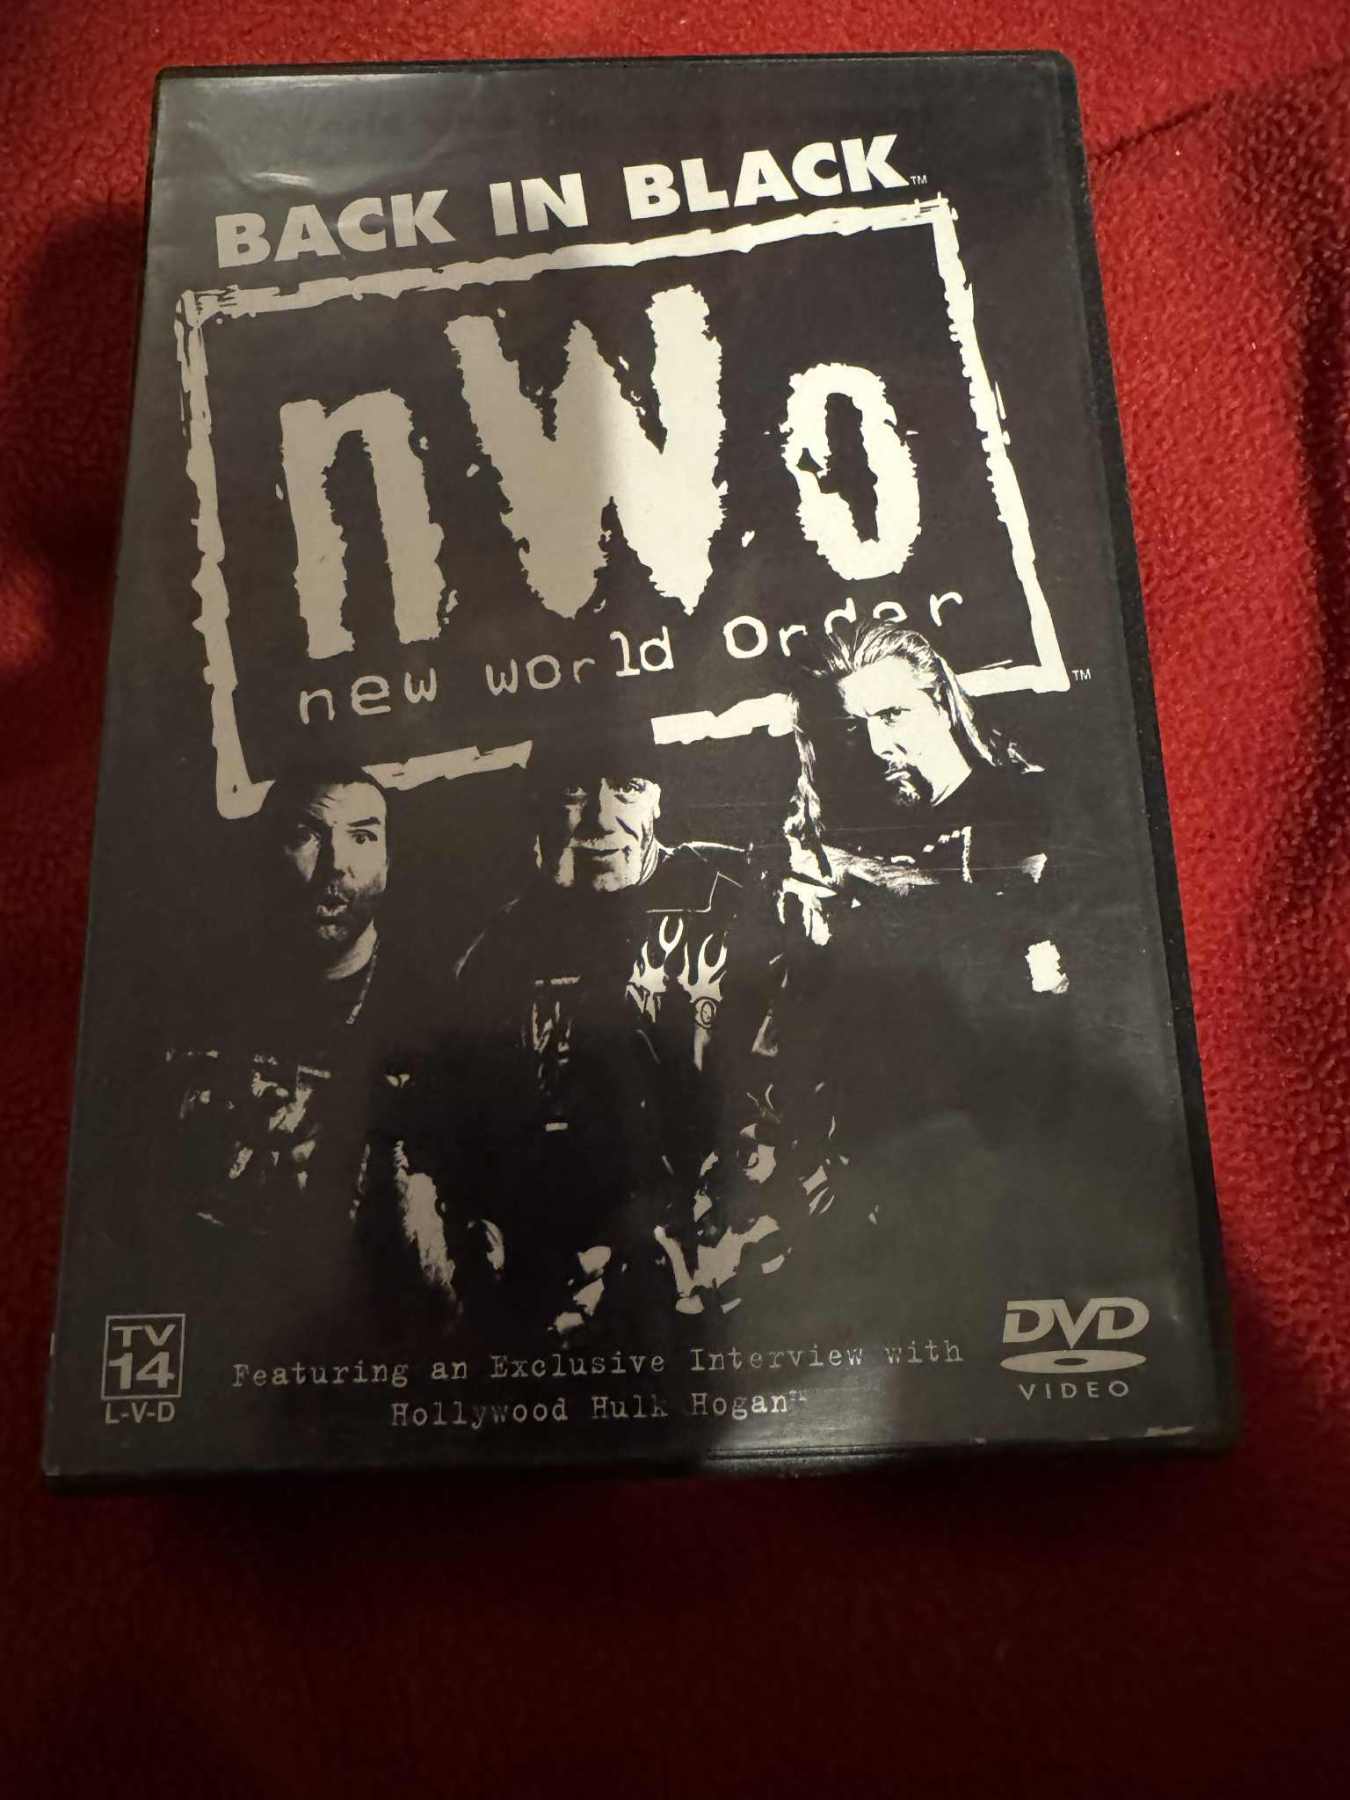 BACK IN BLACK™
nWo
new world order
™
TV
14
L-V-D
Featuring an Exclusive Interview with
Hollywood Hulk Hogan™
DVD
VIDEO